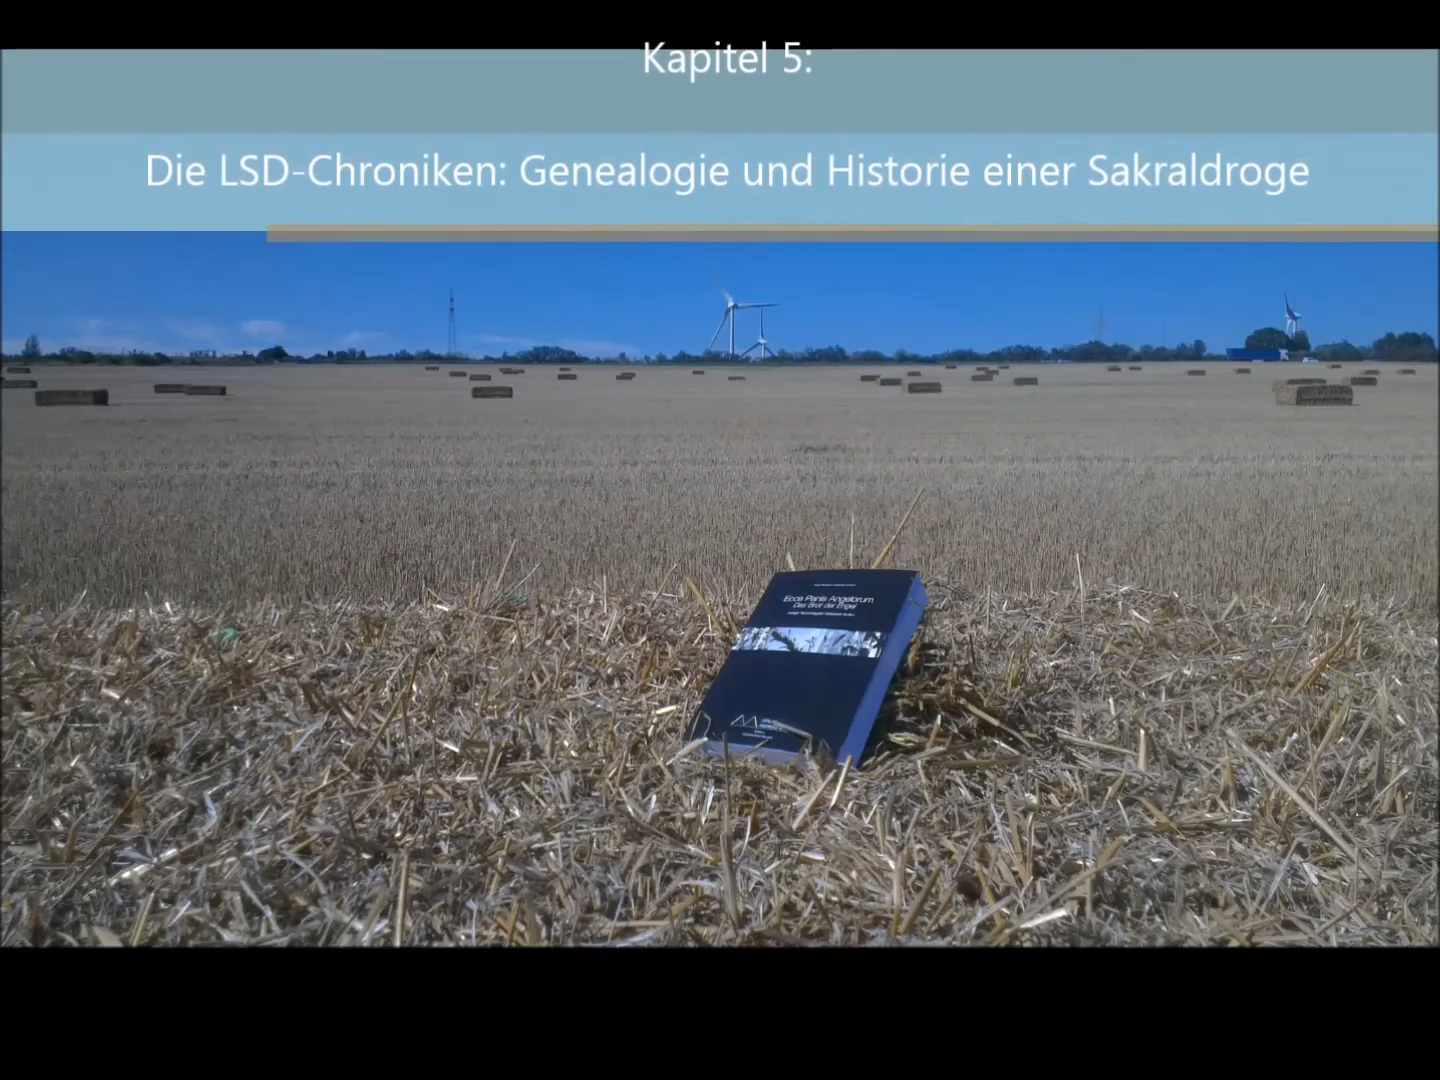 Kapitel 5:
Die LSD-Chroniken: Genealogie und Historie einer Sakraldroge
Ecce Panis Angelorum
Das Brot der Engel